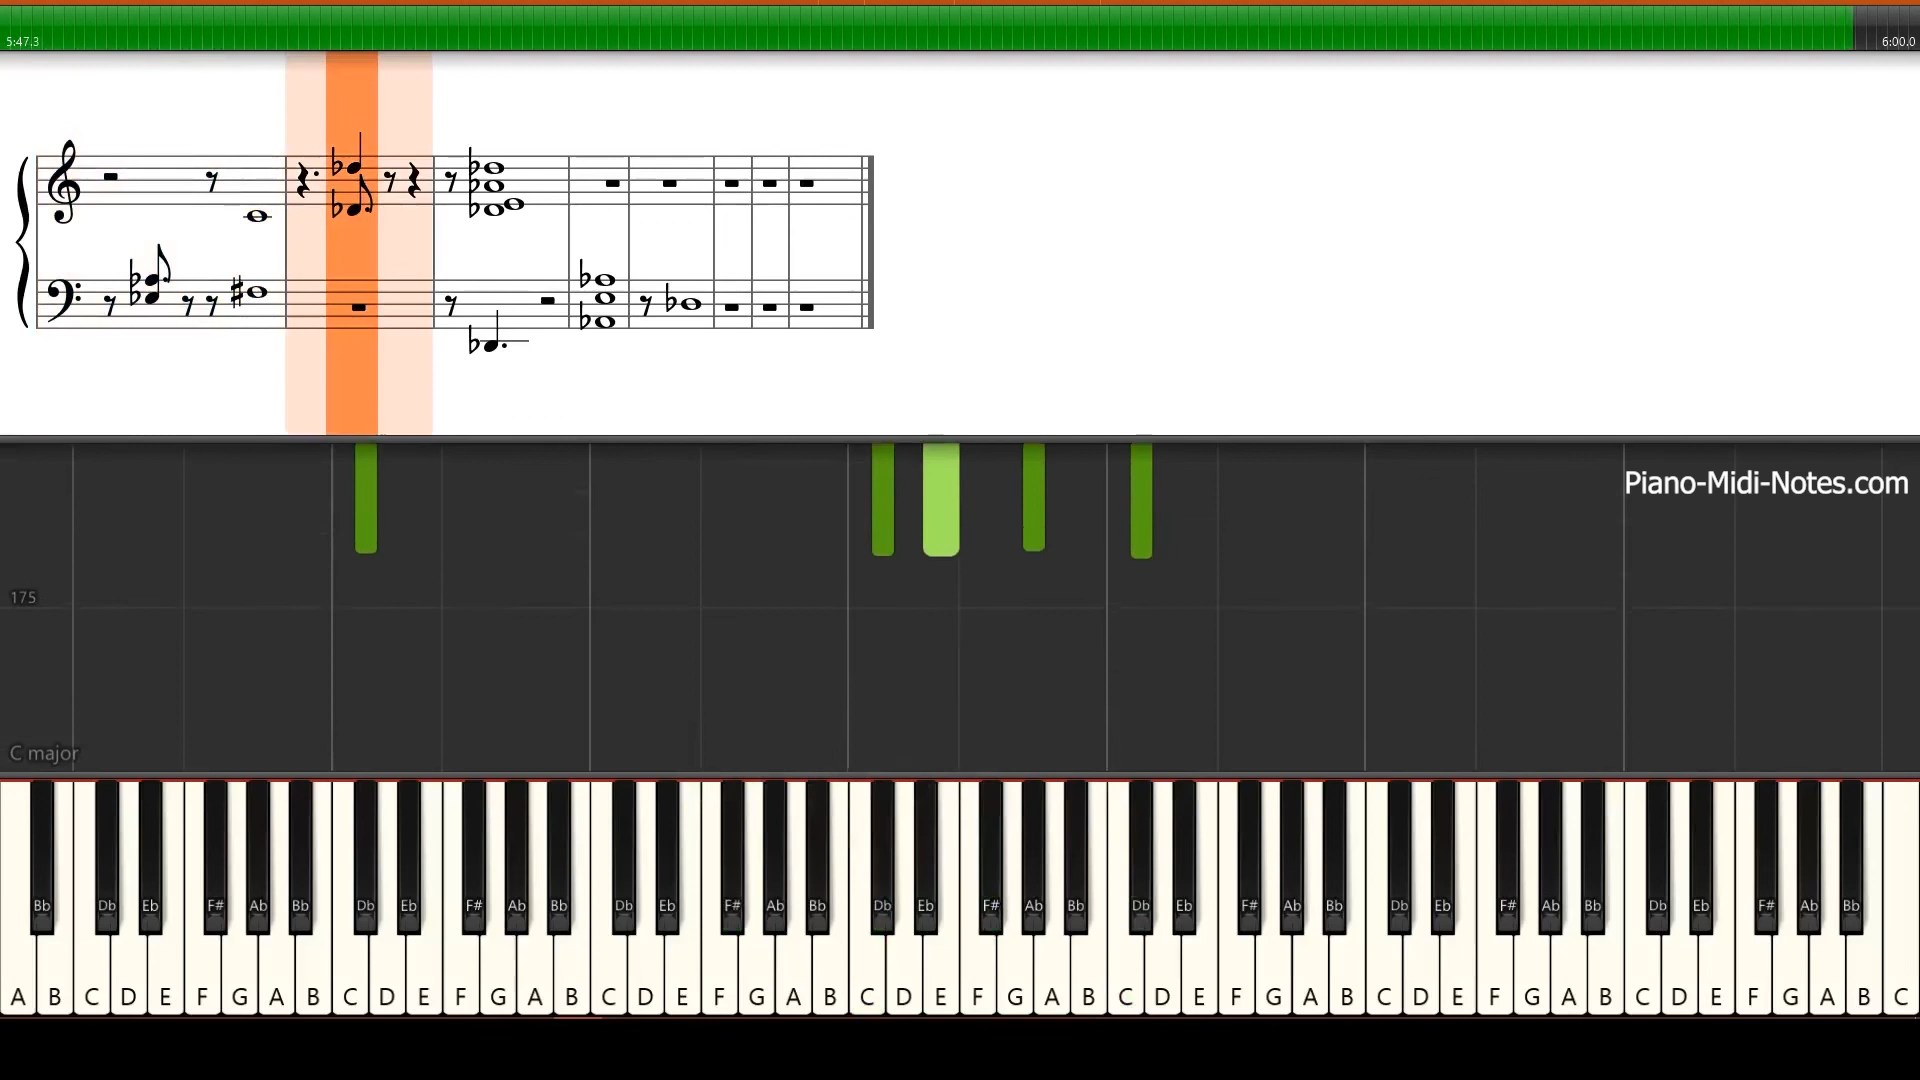 5:47.3 6:00.0
Piano-Midi-Notes.com
175
C major
Bb Db Eb F# Ab Bb Db Eb F# Ab Bb Db Eb F# Ab Bb Db Eb F# Ab Bb Db Eb F# Ab Bb Db Eb F# Ab Bb Db Eb F# Ab Bb
A B C D E F G A B C D E F G A B C D E F G A B C D E F G A B C D E F G A B C D E F G A B C D E F G A B C